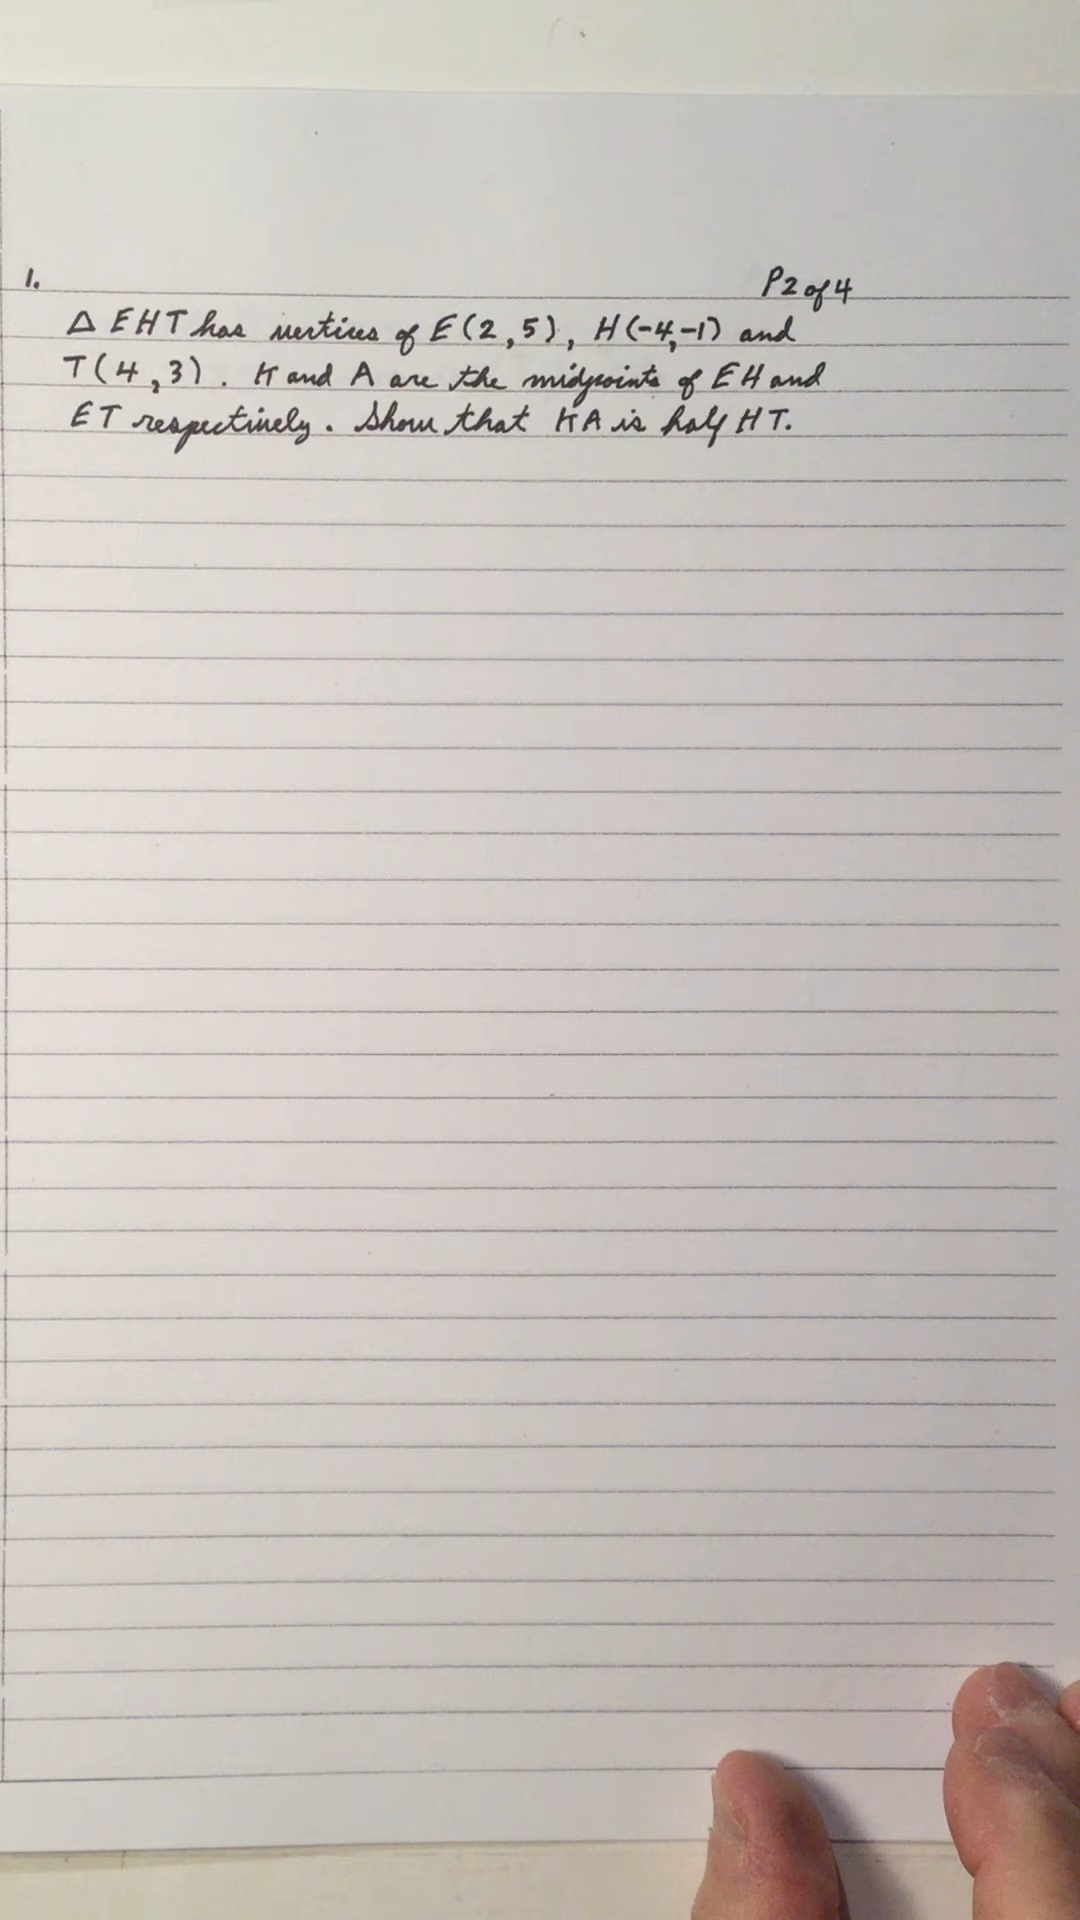 1.
P2 of 4
△ EHT has vertices of E(2,5), H(-4,-1) and
T(4,3). K and A are the midpoints of EH and
ET respectively. Show that KA is half HT.